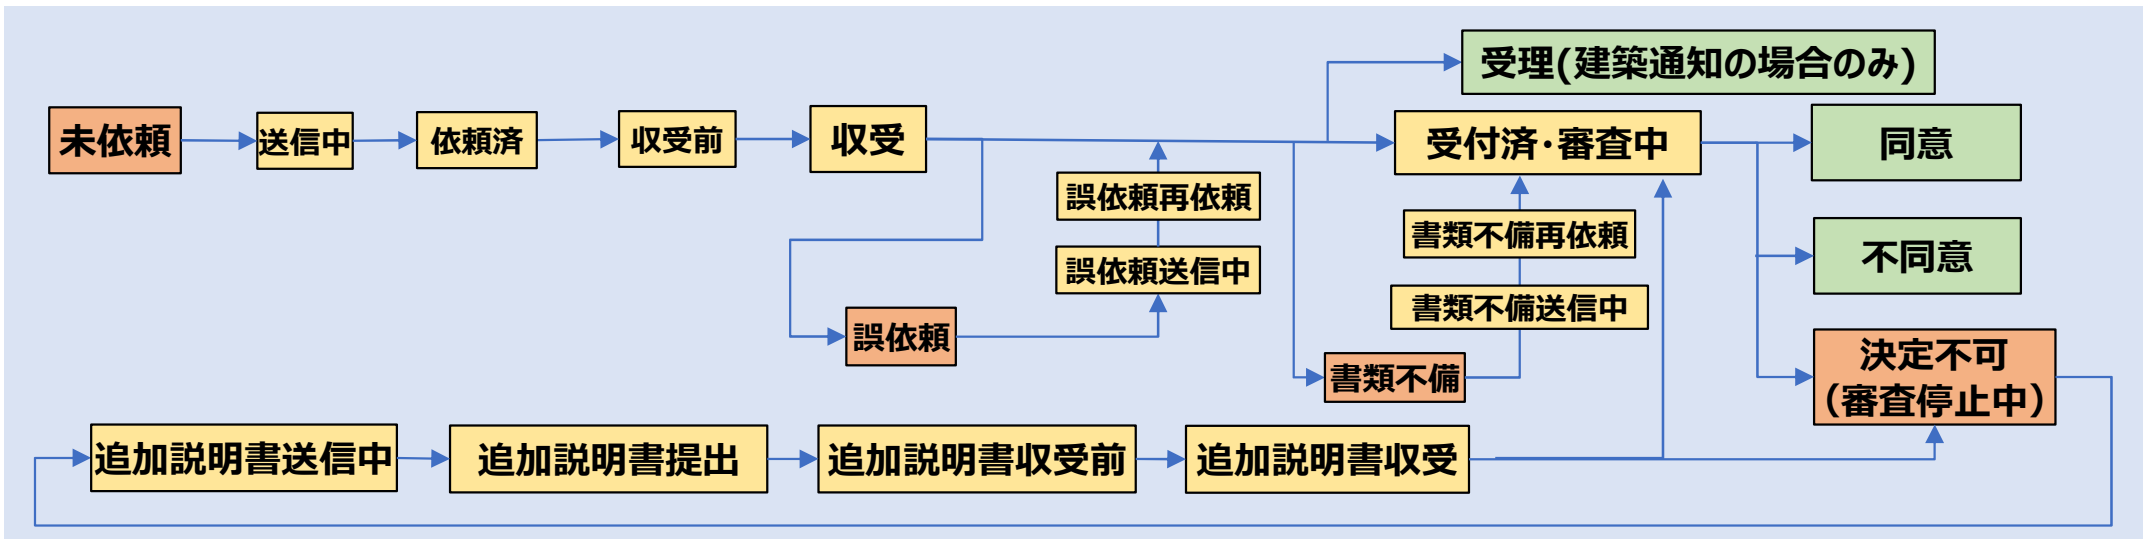 受理(建築通知の場合のみ)
未依頼
送信中
依頼済
収受前
収受
受付済・審査中
同意
誤依頼再依頼
書類不備再依頼
不同意
誤依頼送信中
書類不備送信中
誤依頼
書類不備
決定不可
（審査停止中）
追加説明書送信中
追加説明書提出
追加説明書収受前
追加説明書収受